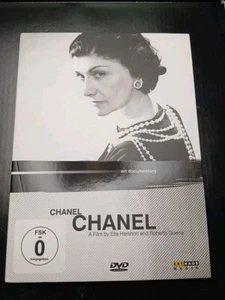 art documentary
CHANEL
CHANEL
A Film by Eila Hershon and Roberto Guerra
FSK
ab
0
freigegeben
DVD
ARTHAUS
MUSIK